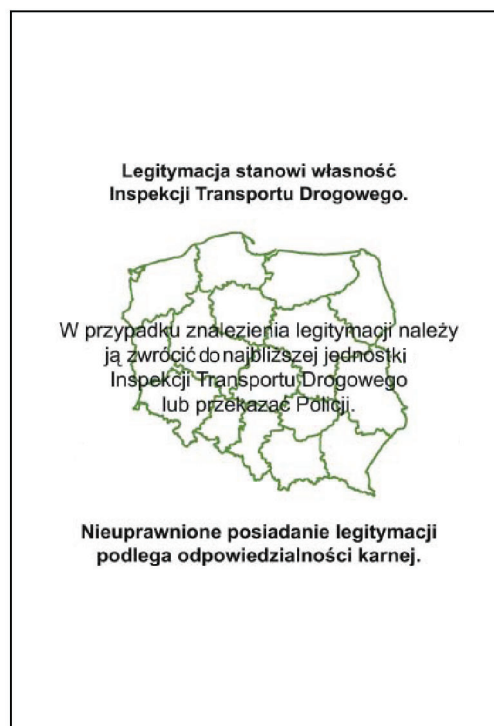 Legitymacja stanowi własność
Inspekcji Transportu Drogowego.
W przypadku znalezienia legitymacji należy
ją zwrócić do najbliższej jednostki
Inspekcji Transportu Drogowego
lub przekazać Policji.
Nieuprawnione posiadanie legitymacji
podlega odpowiedzialności karnej.